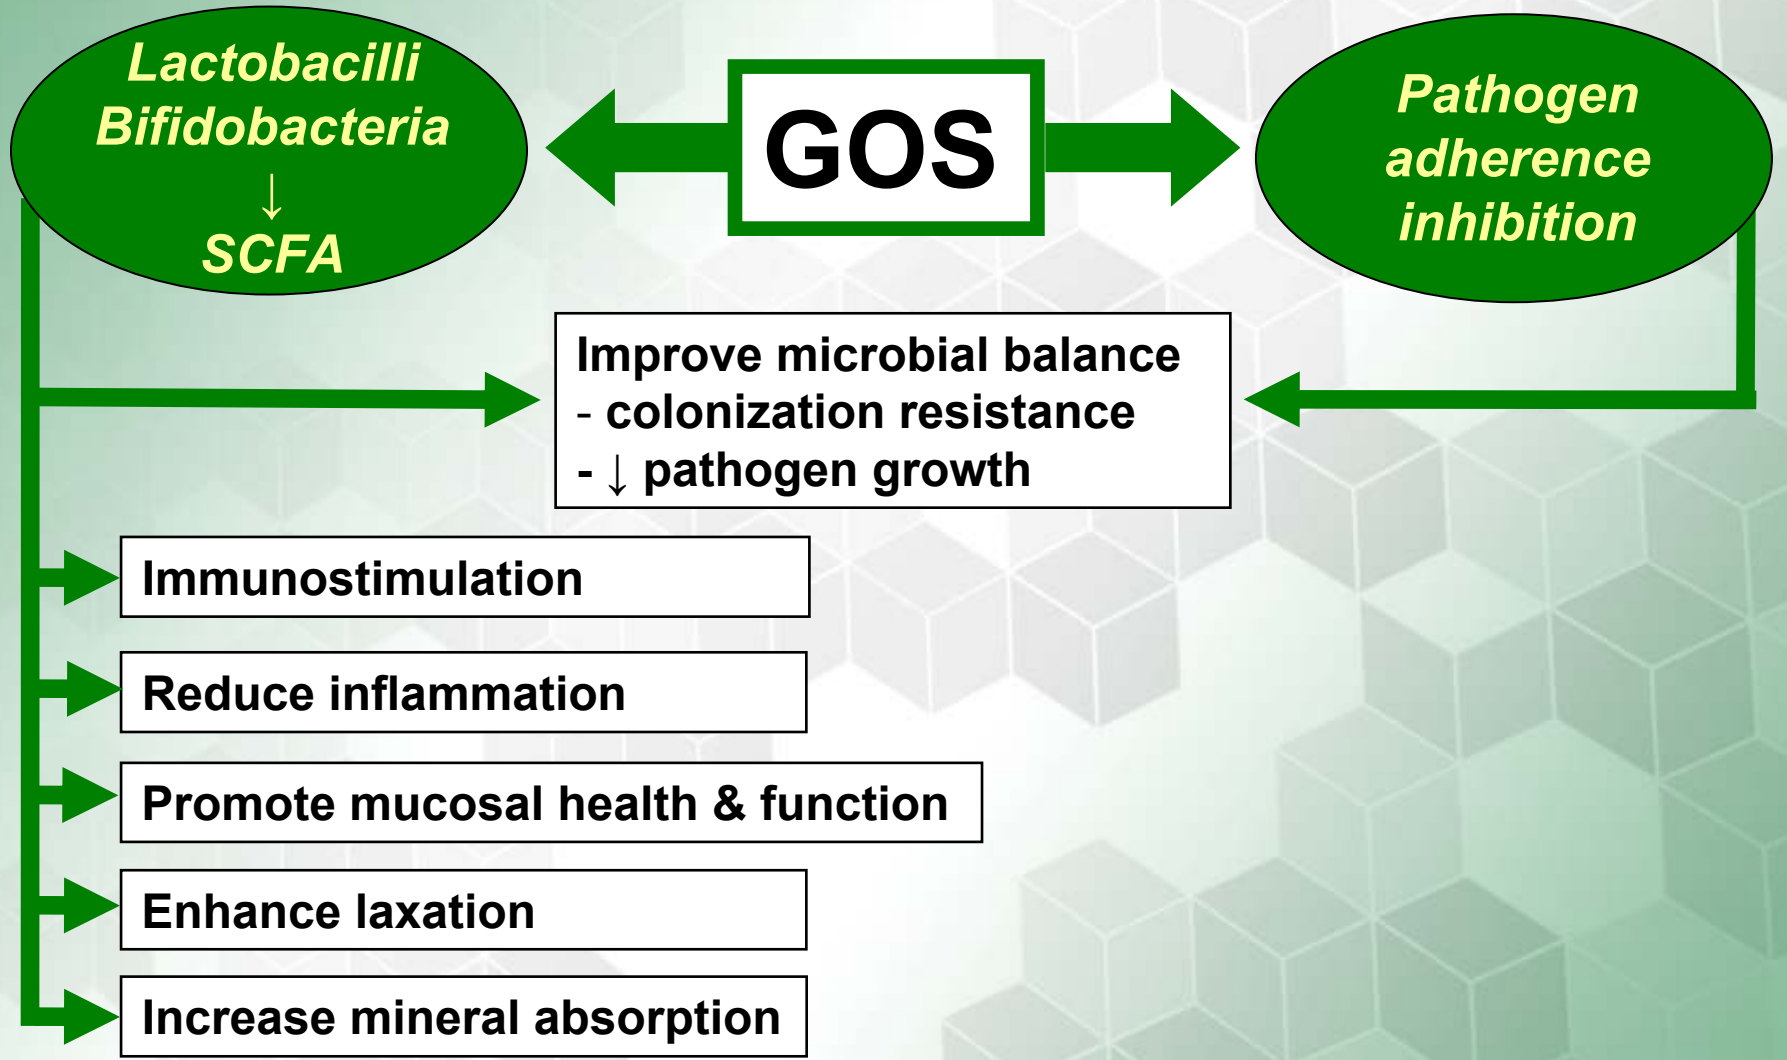 Lactobacilli
Bifidobacteria
↓
SCFA
GOS
Pathogen
adherence
inhibition
Improve microbial balance
- colonization resistance
- ↓ pathogen growth
Immunostimulation
Reduce inflammation
Promote mucosal health & function
Enhance laxation
Increase mineral absorption